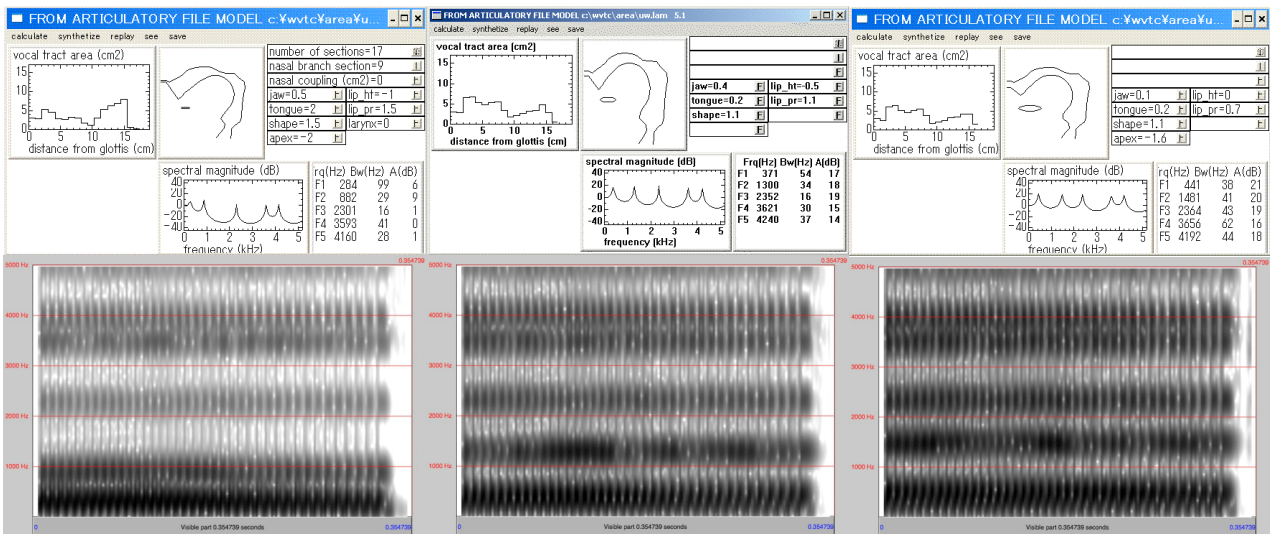 FROM ARTICULATORY FILE MODEL c:¥wvtc¥area¥u...
calculate synthetize replay see save
vocal tract area (cm2)
15
10
5
0
0 5 10 15
distance from glottis (cm)
number of sections=17
nasal branch section=9
nasal coupling (cm2)=0
jaw=0.5 lip_ht=-1
tongue=2 lip_pr=1.5
shape=1.5 larynx=0
apex=-2
spectral magnitude (dB)
40
20
0
-20
-40
0 1 2 3 4 5
frequency (kHz)
rq(Hz) Bw(Hz) A(dB)
F1 284 99 6
F2 882 29 9
F3 2301 16 1
F4 3593 41 0
F5 4160 28 1
5000 Hz 0.354739
4000 Hz
3000 Hz
2000 Hz
1000 Hz
0 Visible part 0.354739 seconds 0.354739
FROM ARTICULATORY FILE MODEL c:\wvtc\area\uw.lam 5.1
calculate synthetize replay see save
vocal tract area (cm2)
15
10
5
0
0 5 10 15
distance from glottis (cm)
F
jaw=0.4 F lip_ht=-0.5 F
tongue=0.2 F lip_pr=1.1 F
shape=1.1 F
F
spectral magnitude (dB)
40
20
0
-20
-40
0 1 2 3 4 5
frequency [kHz]
Frq(Hz) Bw(Hz) A(dB)
F1 371 54 17
F2 1300 34 18
F3 2352 16 19
F4 3621 30 15
F5 4240 37 14
5000 Hz 0.354739
4000 Hz
3000 Hz
2000 Hz
1000 Hz
0 Visible part 0.354739 seconds 0.354739
FROM ARTICULATORY FILE MODEL c:¥wvtc¥area¥u...
calculate synthetize replay see save
vocal tract area (cm2)
15
10
5
0
0 5 10 15
distance from glottis (cm)
jaw=0.1 lip_ht=0
tongue=0.2 lip_pr=0.7
shape=1.1
apex=-1.6
spectral magnitude (dB)
40
20
0
-20
-40
0 1 2 3 4 5
frequency (kHz)
rq(Hz) Bw(Hz) A(dB)
F1 441 38 21
F2 1481 41 20
F3 2364 43 19
F4 3656 62 16
F5 4192 44 18
5000 Hz 0.354739
4000 Hz
3000 Hz
2000 Hz
1000 Hz
0 Visible part 0.354739 seconds 0.354739